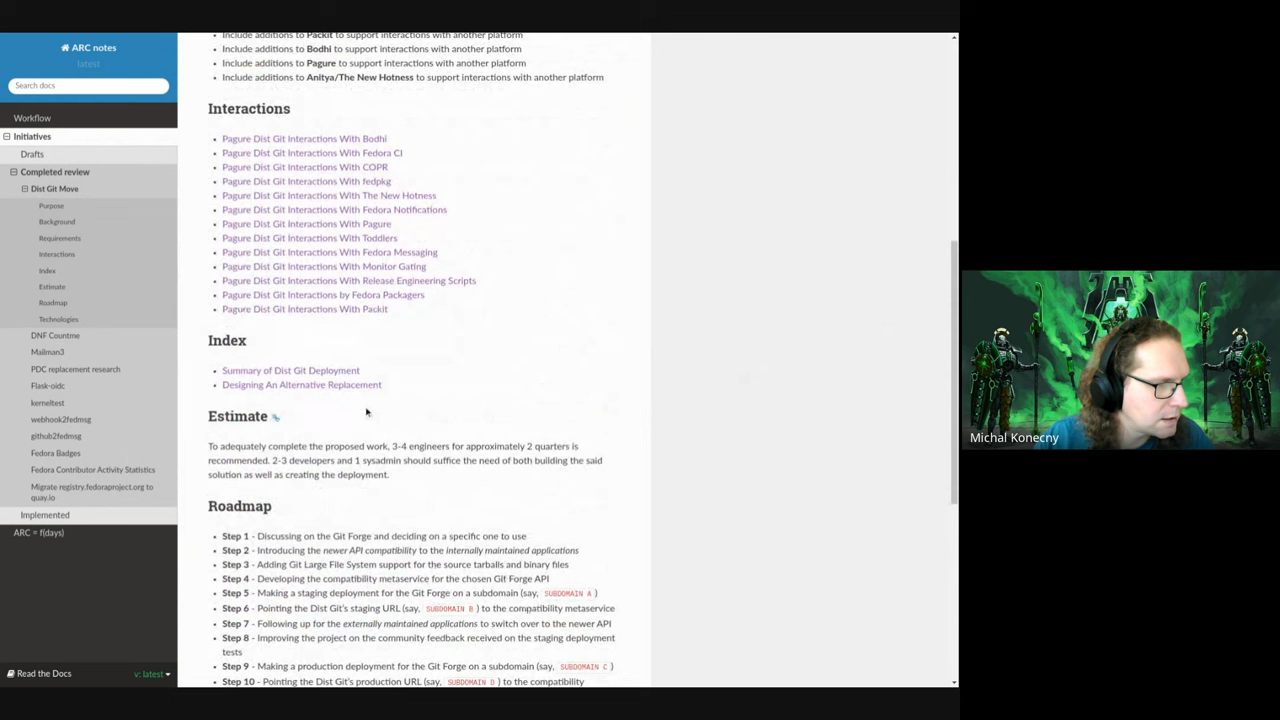 ARC notes
latest
Search docs
Workflow
Initiatives
Drafts
Completed review
Dist Git Move
Purpose
Background
Requirements
Interactions
Index
Estimate
Roadmap
Technologies
DNF Countme
Mailman3
PDC replacement research
Flask-oidc
kerneltest
webhook2fedmsg
github2fedmsg
Fedora Badges
Fedora Contributor Activity Statistics
Migrate registry.fedoraproject.org to
quay.io
Implemented
ARC = f(days)
Read the Docs
v: latest
Include additions to Packit to support interactions with another platform
Include additions to Bodhi to support interactions with another platform
Include additions to Pagure to support interactions with another platform
Include additions to Anitya/The New Hotness to support interactions with another platform
Interactions
Pagure Dist Git Interactions With Bodhi
Pagure Dist Git Interactions With Fedora CI
Pagure Dist Git Interactions With COPR
Pagure Dist Git Interactions With fedpkg
Pagure Dist Git Interactions With The New Hotness
Pagure Dist Git Interactions With Fedora Notifications
Pagure Dist Git Interactions With Pagure
Pagure Dist Git Interactions With Toddlers
Pagure Dist Git Interactions With Fedora Messaging
Pagure Dist Git Interactions With Monitor Gating
Pagure Dist Git Interactions With Release Engineering Scripts
Pagure Dist Git Interactions by Fedora Packagers
Pagure Dist Git Interactions With Packit
Index
Summary of Dist Git Deployment
Designing An Alternative Replacement
Estimate
To adequately complete the proposed work, 3-4 engineers for approximately 2 quarters is
recommended. 2-3 developers and 1 sysadmin should suffice the need of both building the said
solution as well as creating the deployment.
Roadmap
Step 1 - Discussing on the Git Forge and deciding on a specific one to use
Step 2 - Introducing the newer API compatibility to the internally maintained applications
Step 3 - Adding Git Large File System support for the source tarballs and binary files
Step 4 - Developing the compatibility metaservice for the chosen Git Forge API
Step 5 - Making a staging deployment for the Git Forge on a subdomain (say, SUBDOMAIN A )
Step 6 - Pointing the Dist Git's staging URL (say, SUBDOMAIN B ) to the compatibility metaservice
Step 7 - Following up for the externally maintained applications to switch over to the newer API
Step 8 - Improving the project on the community feedback received on the staging deployment
tests
Step 9 - Making a production deployment for the Git Forge on a subdomain (say, SUBDOMAIN C )
Step 10 - Pointing the Dist Git's production URL (say, SUBDOMAIN D ) to the compatibility
Michal Konecny